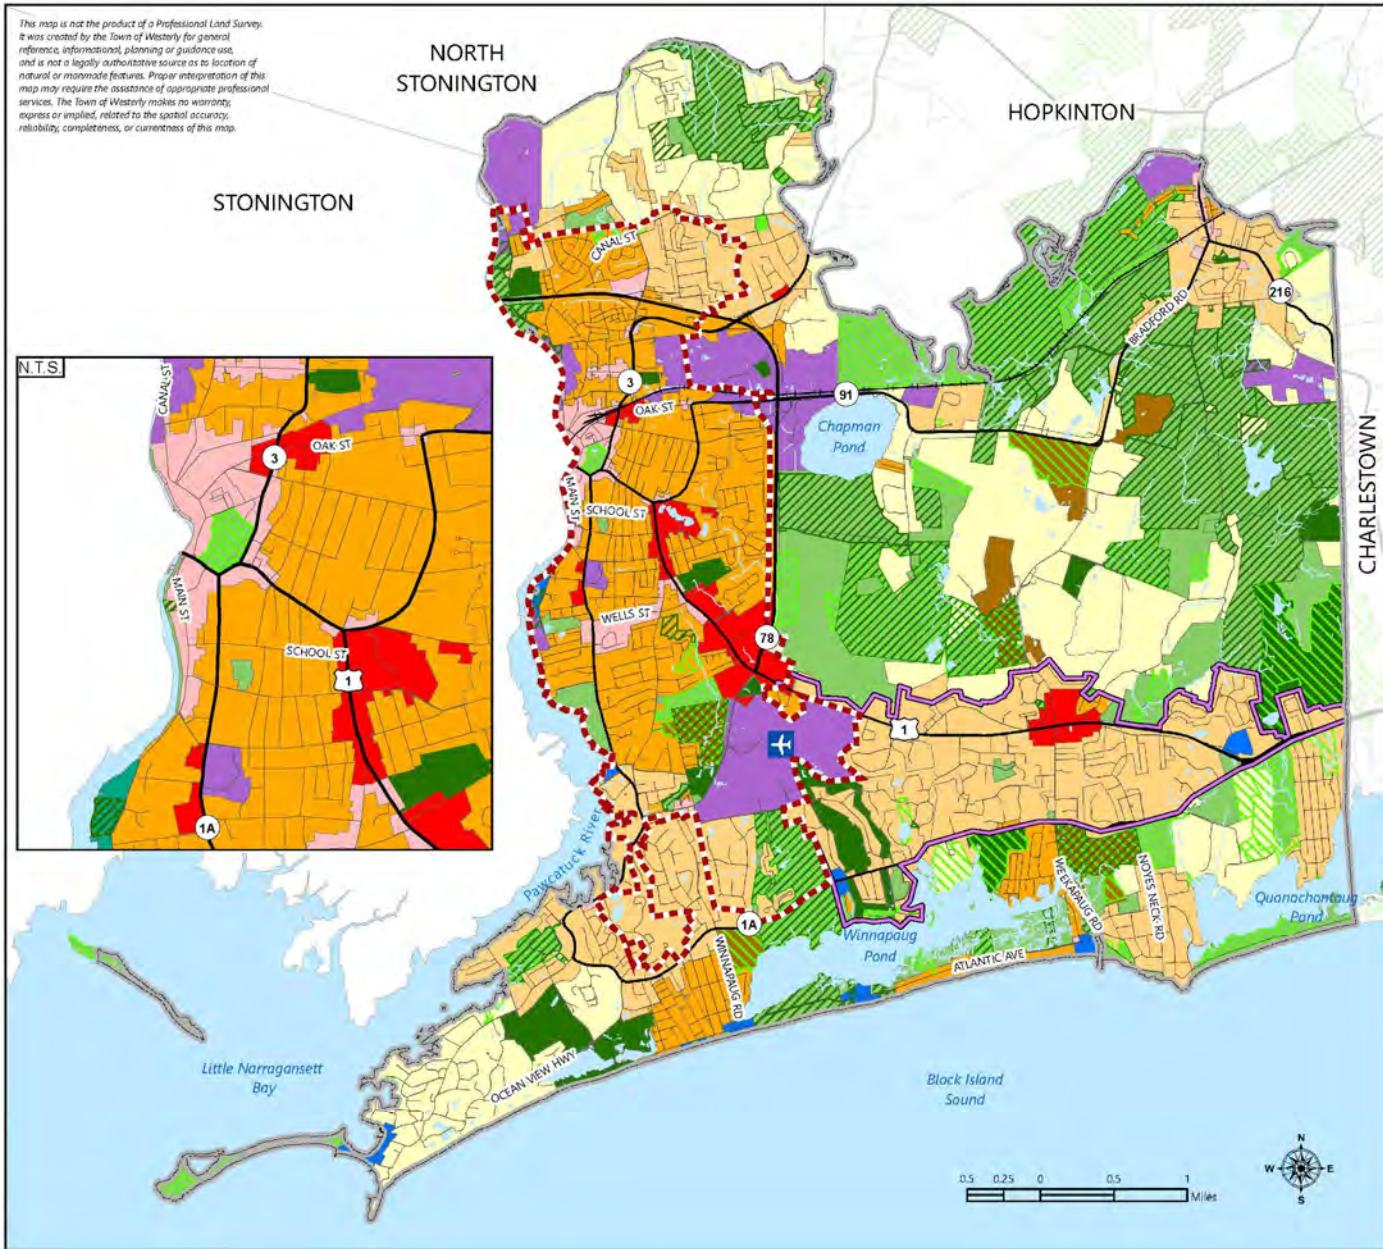 This map is not the product of a Professional Land Survey.
It was created by the Town of Westerly for general
reference, informational, planning or guidance use,
and is not a legally authoritative source as to location of
natural or manmade features. Proper interpretation of this
map may require the assistance of appropriate professional
services. The Town of Westerly makes no warranty,
express or implied, related to the spatial accuracy,
reliability, completeness, or currentness of this map.
NORTH
STONINGTON
HOPKINTON
STONINGTON
CANAL ST
216
BRADFORD RD
N.T.S.
CANAL ST
3
91
OAK ST
Chapman
Pond
OAK ST
3
CHARLESTOWN
MAIN ST
SCHOOL ST
MAIN ST
WELLS ST
78
SCHOOL ST
1
1
1A
Pawcatuck River
WEEKAPAUG RD
NOYES NECK RD
Quonochontaug
Pond
1A
Winnapaug
Pond
WINNAPAUG RD
ATLANTIC AVE
OCEAN VIEW HWY
Little Narragansett
Bay
Block Island
Sound
N
W
E
S
0.5 0.25 0 0.5 1
Miles